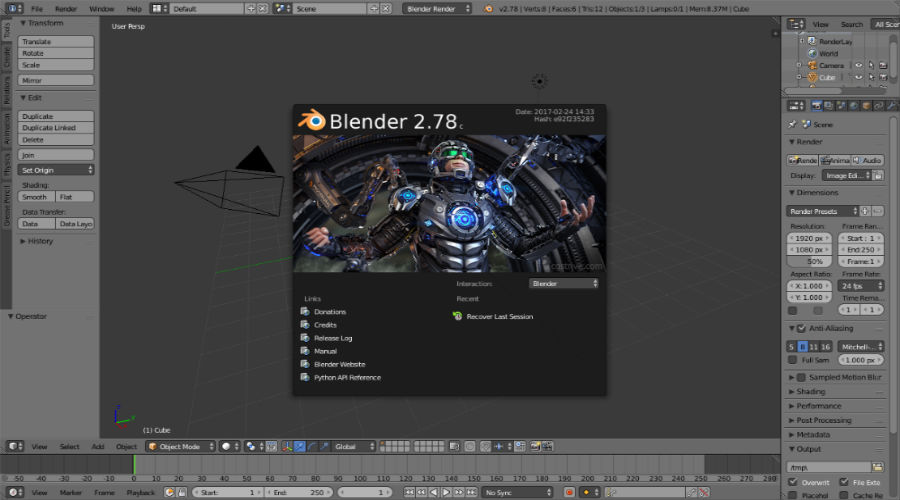 File Render Window Help Default Scene Blender Render v2.78 | Verts:8 | Faces:6 | Tris:12 | Objects:1/3 | Lamps:0/1 | Mem:8.37M | Cube
Tools
Create
Relations
Animation
Physics
Grease Pencil
Transform
Translate
Rotate
Scale
Mirror
Edit
Duplicate
Duplicate Linked
Delete
Join
Set Origin
Shading:
Smooth Flat
Data Transfer:
Data Data Layo
History
Operator
User Persp
Blender 2.78 c
Date: 2017-02-24 14:33
Hash: e92f235283
Interaction: Blender
Links
Donations
Credits
Release Log
Manual
Blender Website
Python API Reference
Recent
Recover Last Session
(1) Cube
View Select Add Object Object Mode Global
View Search All Scen
RenderLay
World
Camera
Cube
Scene
Render
Rende Anima Audio
Display: Image Edi...
Dimensions
Render Presets
Resolution: Frame Ran...
1920 px Start : 1
1080 px End:250
50% Frame:1
Aspect Ratio: Frame Rate:
X:1.000 24 fps
Y: 1.000 Time Rema...
1 1
Anti-Aliasing
5 8 11 16 Mitchell-...
Full Sam 1.000 px
Sampled Motion Blur
Shading
Performance
Post Processing
Metadata
Output
/tmp\
Overwrit File Exte
Placehol Cache Re
-50 -40 -30 -20 -10 0 10 20 30 40 50 60 70 80 90 100 110 120 130 140 150 160 170 180 190 200 210 220 230 240 250 260 270 280
View Marker Frame Playback Start: 1 End: 250 1 No Sync